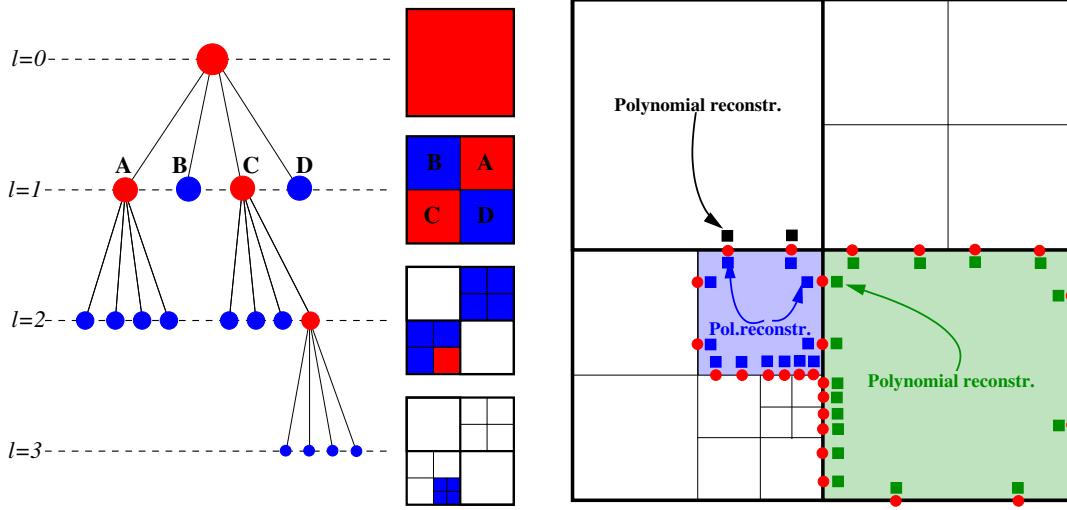 l=0
A
B
C
D
l=1
B
A
C
D
l=2
l=3
Polynomial reconstr.
Pol.reconstr.
Polynomial reconstr.